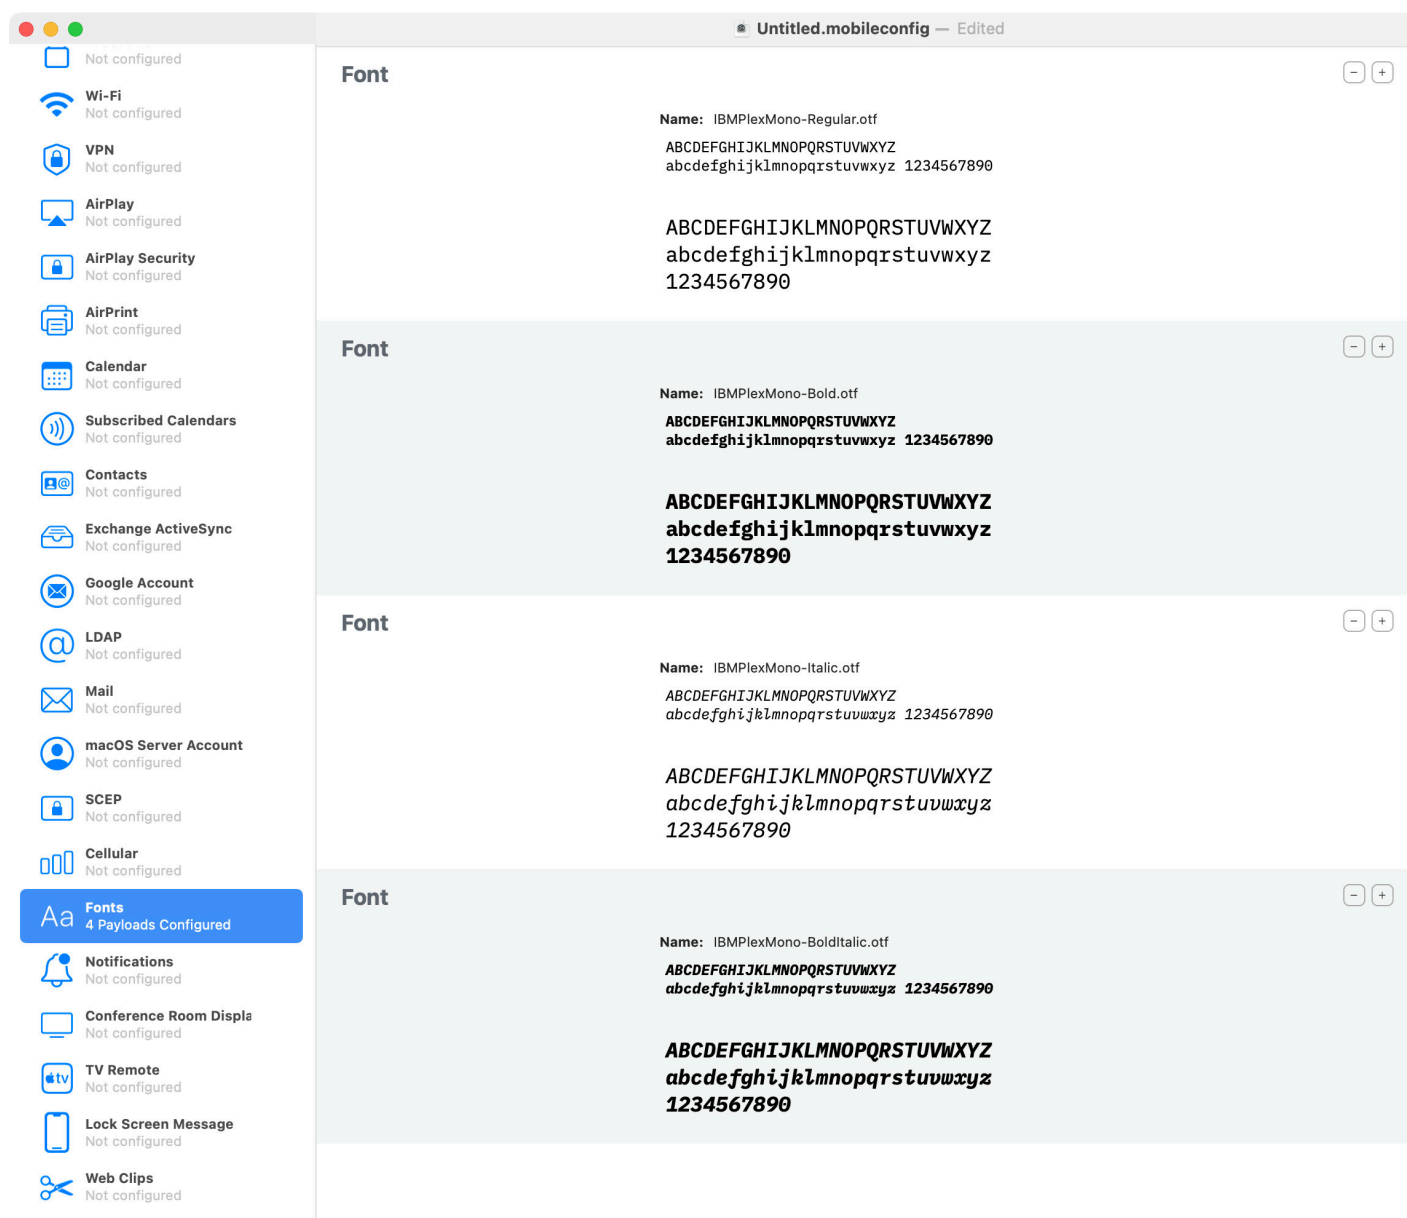 Untitled.mobileconfig — Edited
Not configured
Wi-Fi
Not configured
VPN
Not configured
AirPlay
Not configured
AirPlay Security
Not configured
AirPrint
Not configured
Calendar
Not configured
Subscribed Calendars
Not configured
Contacts
Not configured
Exchange ActiveSync
Not configured
Google Account
Not configured
LDAP
Not configured
Mail
Not configured
macOS Server Account
Not configured
SCEP
Not configured
Cellular
Not configured
Aa
Fonts
4 Payloads Configured
Notifications
Not configured
Conference Room Displa
Not configured
tv
TV Remote
Not configured
Lock Screen Message
Not configured
Web Clips
Not configured
Font
Name: IBMPlexMono-Regular.otf
ABCDEFGHIJKLMNOPQRSTUVWXYZ
abcdefghijklmnopqrstuvwxyz 1234567890
ABCDEFGHIJKLMNOPQRSTUVWXYZ
abcdefghijklmnopqrstuvwxyz
1234567890
Font
Name: IBMPlexMono-Bold.otf
ABCDEFGHIJKLMNOPQRSTUVWXYZ
abcdefghijklmnopqrstuvwxyz 1234567890
ABCDEFGHIJKLMNOPQRSTUVWXYZ
abcdefghijklmnopqrstuvwxyz
1234567890
Font
Name: IBMPlexMono-Italic.otf
ABCDEFGHIJKLMNOPQRSTUVWXYZ
abcdefghijklmnopqrstuvwxyz 1234567890
ABCDEFGHIJKLMNOPQRSTUVWXYZ
abcdefghijklmnopqrstuvwxyz
1234567890
Font
Name: IBMPlexMono-BoldItalic.otf
ABCDEFGHIJKLMNOPQRSTUVWXYZ
abcdefghijklmnopqrstuvwxyz 1234567890
ABCDEFGHIJKLMNOPQRSTUVWXYZ
abcdefghijklmnopqrstuvwxyz
1234567890